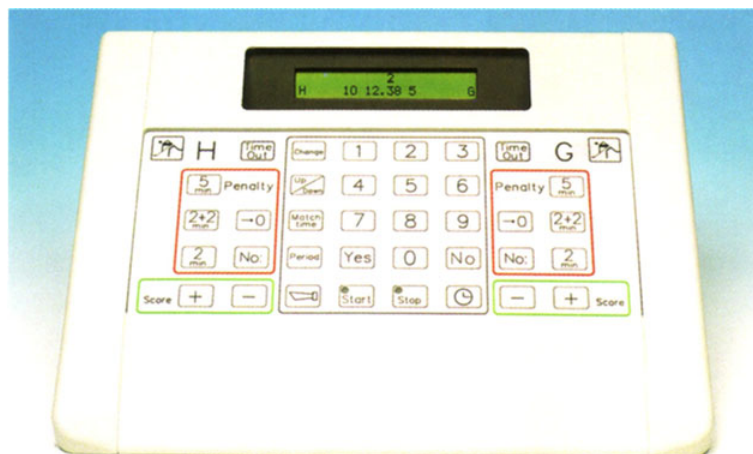 2
H 10 12.38 5 G
H Time Out Change 1 2 3 Time Out G
5 min Penalty Up/Down 4 5 6 Penalty 5 min
2+2 min →0 Match time 7 8 9 →0 2+2 min
2 min No: Period Yes 0 No No: 2 min
Score + − Start Stop − + Score